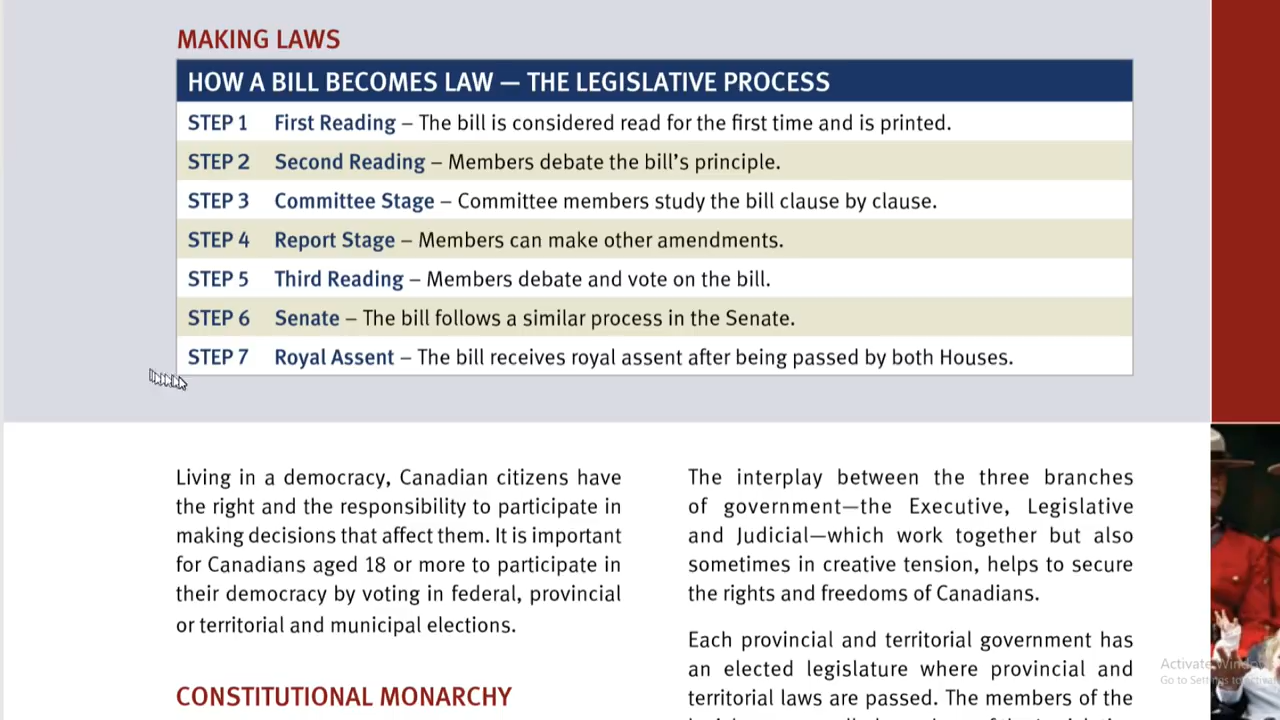 MAKING LAWS
HOW A BILL BECOMES LAW — THE LEGISLATIVE PROCESS
STEP 1 First Reading – The bill is considered read for the first time and is printed.
STEP 2 Second Reading – Members debate the bill’s principle.
STEP 3 Committee Stage – Committee members study the bill clause by clause.
STEP 4 Report Stage – Members can make other amendments.
STEP 5 Third Reading – Members debate and vote on the bill.
STEP 6 Senate – The bill follows a similar process in the Senate.
STEP 7 Royal Assent – The bill receives royal assent after being passed by both Houses.
Living in a democracy, Canadian citizens have
the right and the responsibility to participate in
making decisions that affect them. It is important
for Canadians aged 18 or more to participate in
their democracy by voting in federal, provincial
or territorial and municipal elections.
CONSTITUTIONAL MONARCHY
The interplay between the three branches
of government—the Executive, Legislative
and Judicial—which work together but also
sometimes in creative tension, helps to secure
the rights and freedoms of Canadians.
Each provincial and territorial government has
an elected legislature where provincial and
territorial laws are passed. The members of the
Activate
Go to Settings to